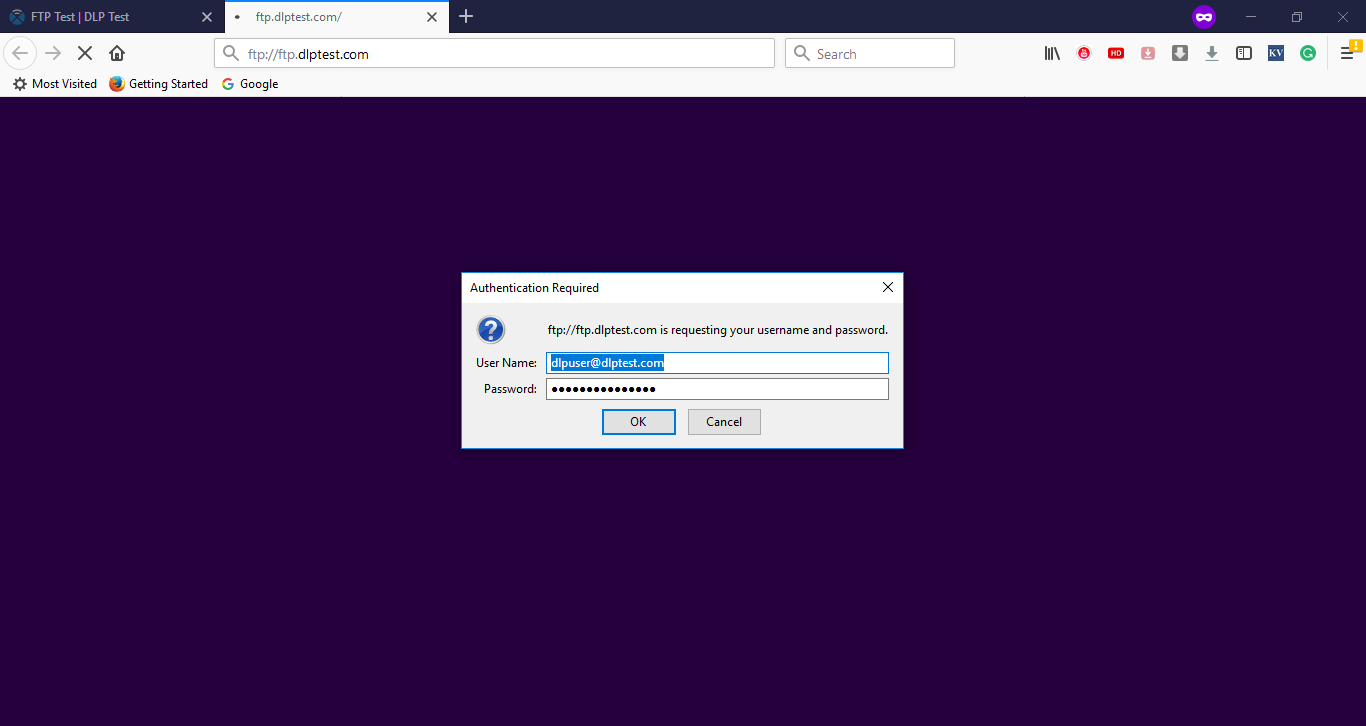 FTP Test | DLP Test
ftp.dlptest.com/
ftp://ftp.dlptest.com
Search
HD
KV
Most Visited
Getting Started
Google
Authentication Required
ftp://ftp.dlptest.com is requesting your username and password.
User Name: dlpuser@dlptest.com
Password: ●●●●●●●●●●●●●●●
OK
Cancel